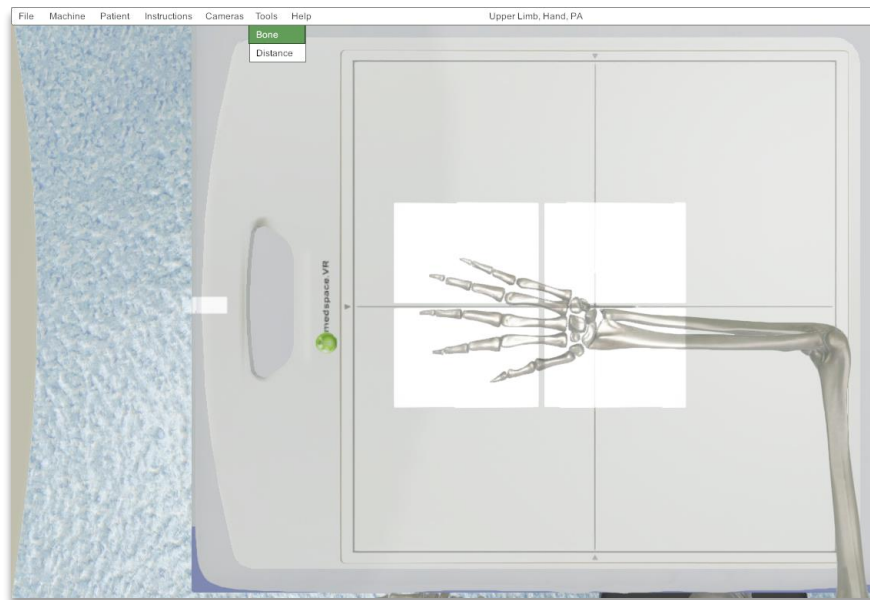 File Machine Patient Instructions Cameras Tools Help Upper Limb, Hand, PA
Bone
Distance
medspace.VR